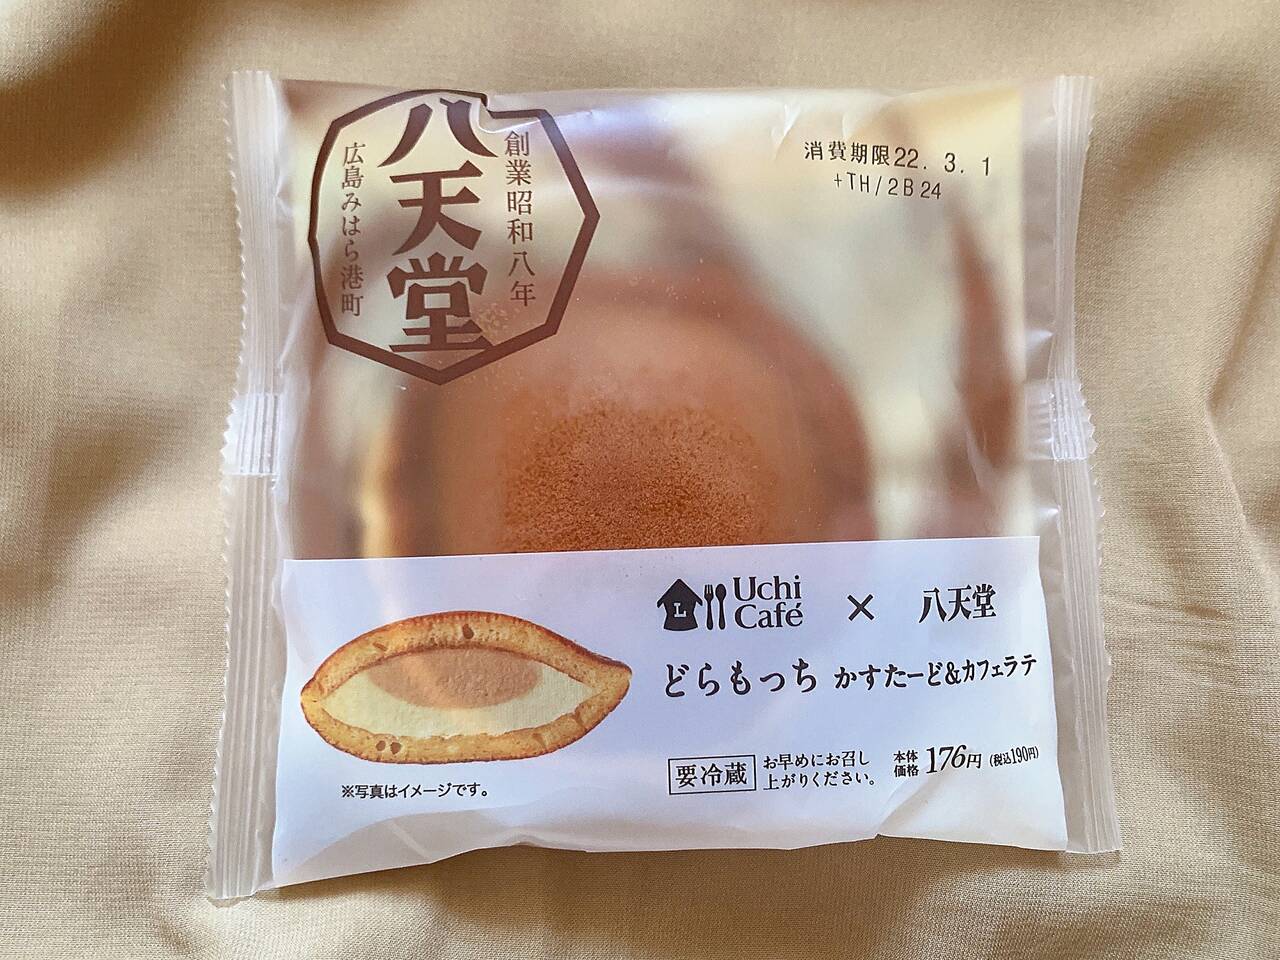 創業昭和八年
八天堂
広島みはら港町
消費期限22. 3. 1
+TH/2B24
L
Uchi
Café
×
八天堂
どらもっち かすたーど&カフェラテ
要冷蔵
お早めにお召し
上がりください。
本体
価格
176円
(税込190円)
※写真はイメージです。